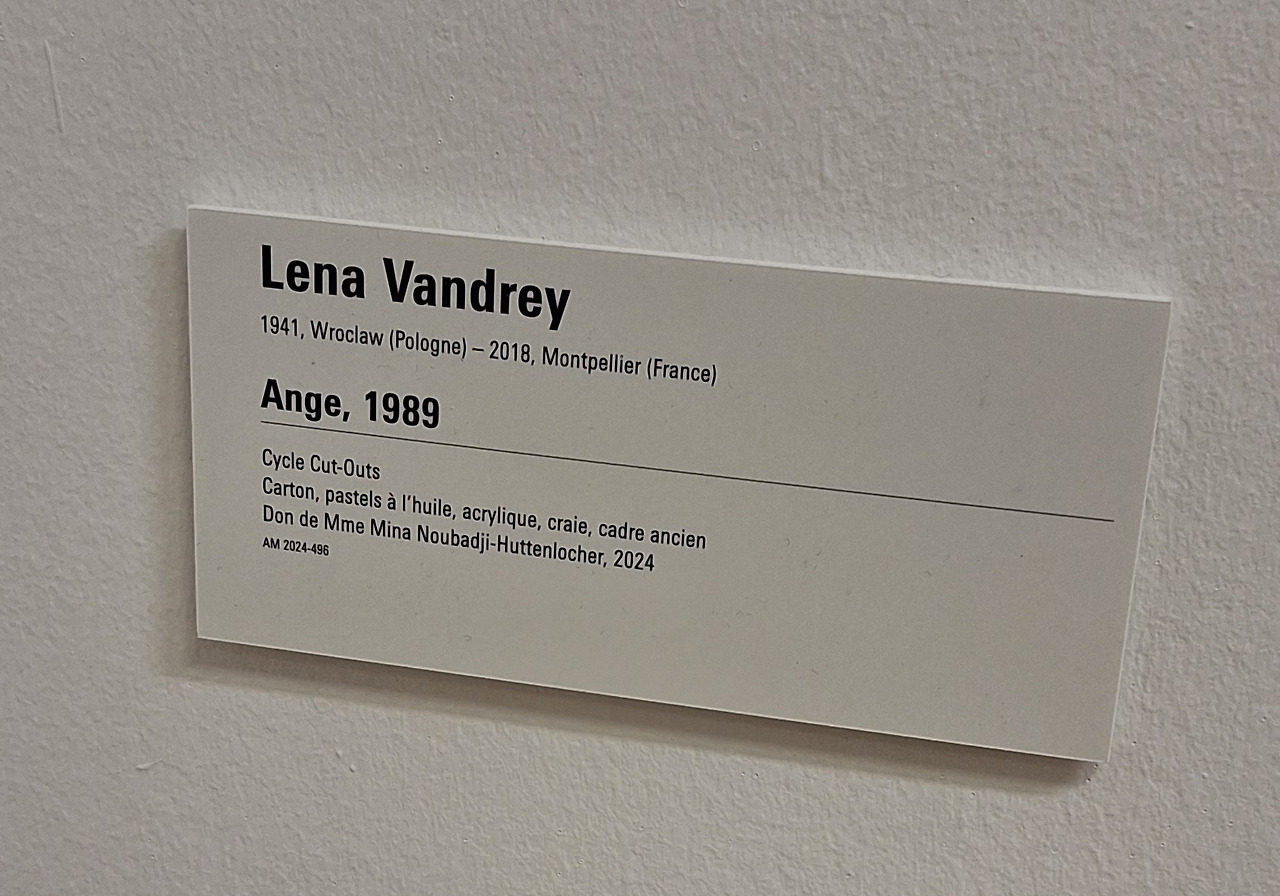 Lena Vandrey
1941, Wroclaw (Pologne) – 2018, Montpellier (France)
Ange, 1989
Cycle Cut-Outs
Carton, pastels à l'huile, acrylique, craie, cadre ancien
Don de Mme Mina Noubadji-Huttenlocher, 2024
AM 2024-496